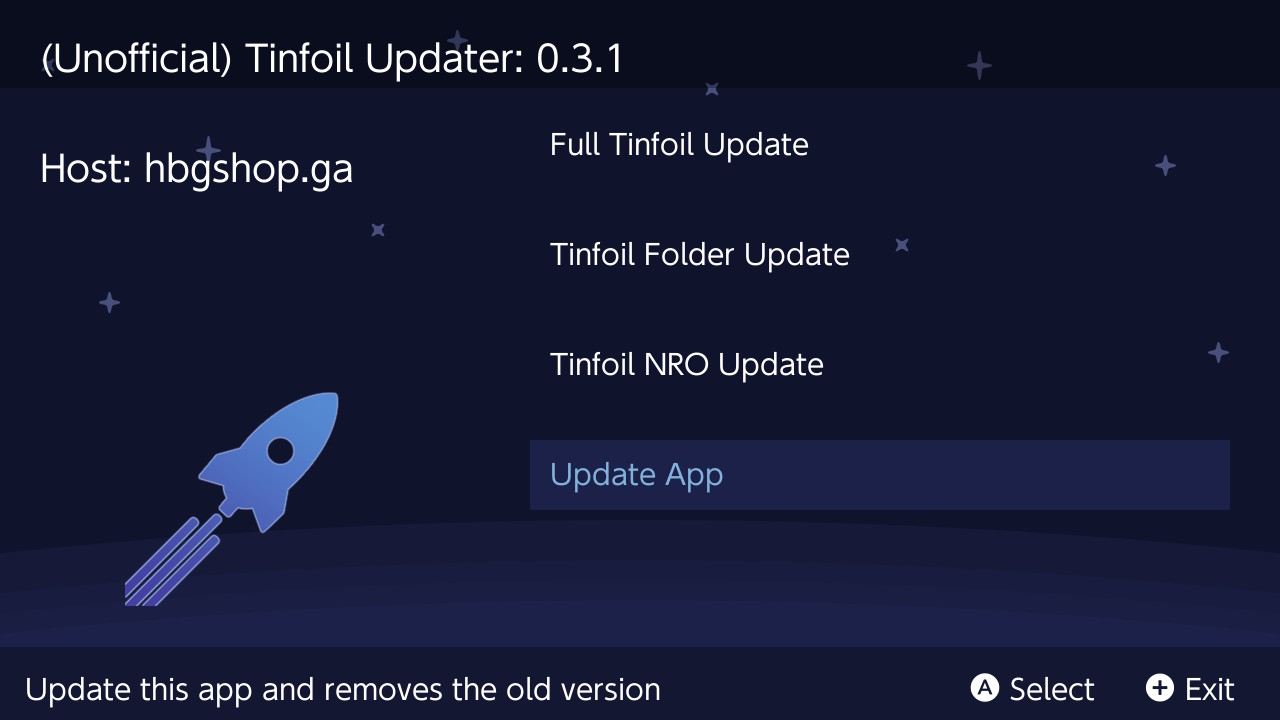 (Unofficial) Tinfoil Updater: 0.3.1
Host: hbgshop.ga
Full Tinfoil Update
Tinfoil Folder Update
Tinfoil NRO Update
Update App
Update this app and removes the old version
A Select
+ Exit